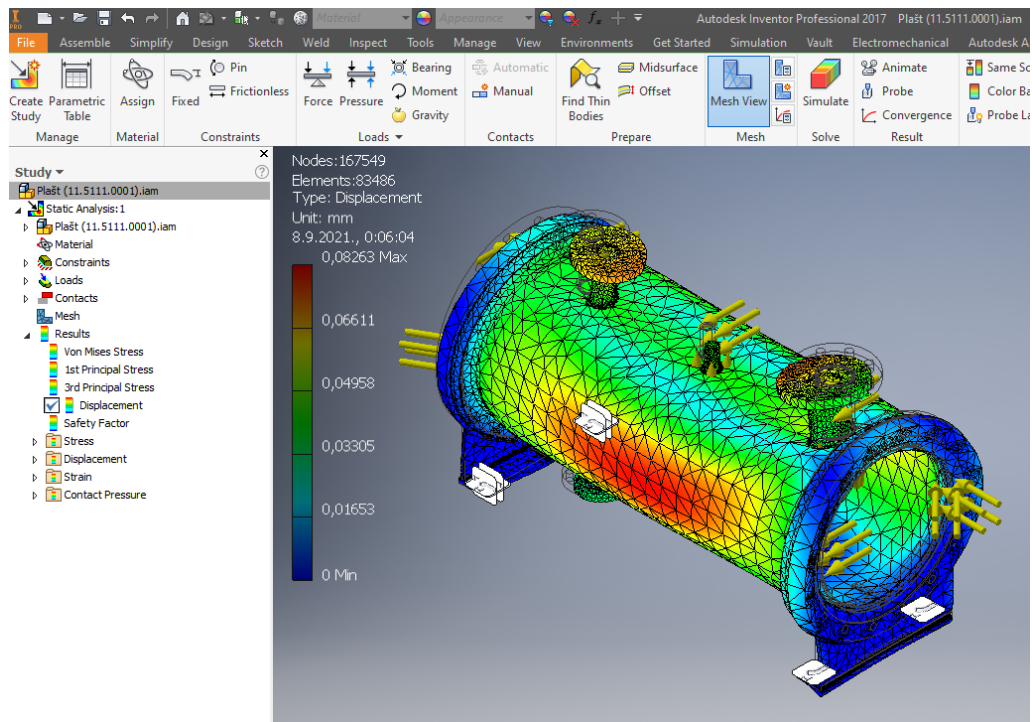 I
PRO
Material
Appearance
Autodesk Inventor Professional 2017 Plašt (11.5111.0001).iam
File Assemble Simplify Design Sketch Weld Inspect Tools Manage View Environments Get Started Simulation Vault Electromechanical Autodesk A
Create Study
Parametric Table
Assign
Fixed
Pin
Frictionless
Force
Pressure
Bearing
Moment
Gravity
Automatic
Manual
Find Thin Bodies
Midsurface
Offset
Mesh View
Simulate
Animate
Probe
Convergence
Same Sc
Color Ba
Probe La
Manage Material Constraints Loads Contacts Prepare Mesh Solve Result
Study
Plašt (11.5111.0001).iam
Static Analysis:1
Plašt (11.5111.0001).iam
Material
Constraints
Loads
Contacts
Mesh
Results
Von Mises Stress
1st Principal Stress
3rd Principal Stress
Displacement
Safety Factor
Stress
Displacement
Strain
Contact Pressure
Nodes:167549
Elements:83486
Type: Displacement
Unit: mm
8.9.2021., 0:06:04
0,08263 Max
0,06611
0,04958
0,03305
0,01653
0 Min